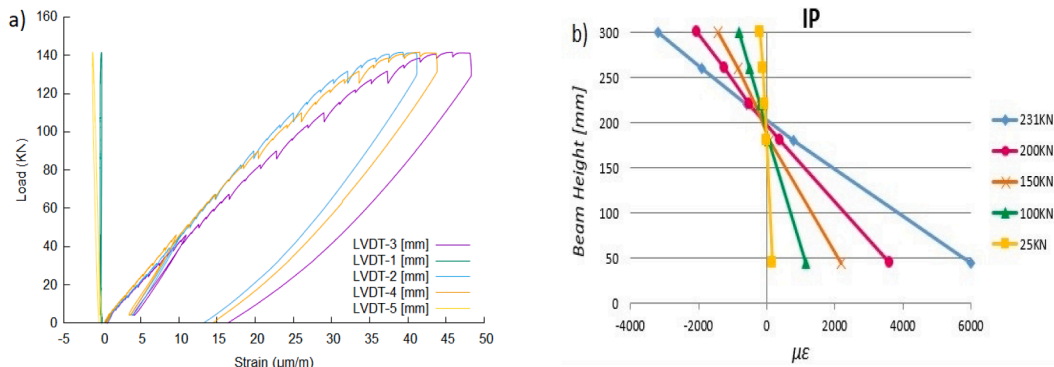 a)
160
140
120
100
80
60
40
20
0
Load (KN)
-5 0 5 10 15 20 25 30 35 40 45 50
Strain (um/m)
LVDT-3 [mm]
LVDT-1 [mm]
LVDT-2 [mm]
LVDT-4 [mm]
LVDT-5 [mm]
b)
IP
300
250
200
150
100
50
0
Beam Height [mm]
-4000 -2000 0 2000 4000 6000
με
231KN
200KN
150KN
100KN
25KN